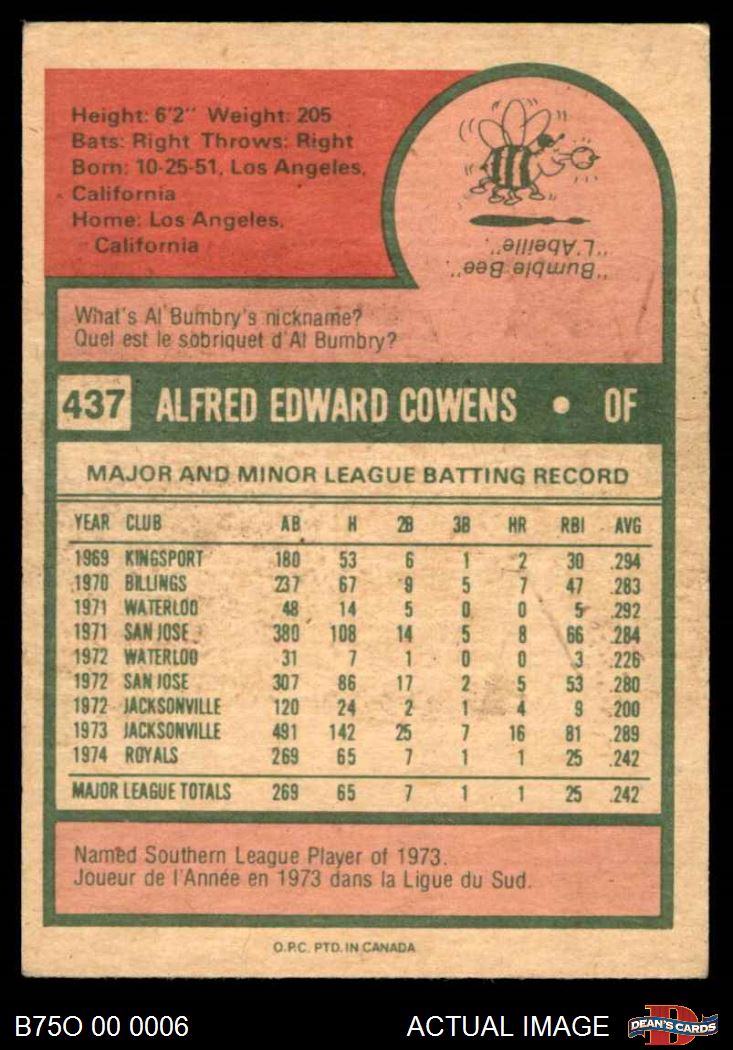 Height: 6'2" Weight: 205
Bats: Right Throws: Right
Born: 10-25-51, Los Angeles,
California
Home: Los Angeles,
California
"Bumble Bee"
"L'Abeille"
What's Al Bumbry's nickname?
Quel est le sobriquet d'Al Bumbry?
437 ALFRED EDWARD COWENS • OF
MAJOR AND MINOR LEAGUE BATTING RECORD
YEAR CLUB AB H 2B 3B HR RBI AVG
1969 KINGSPORT 180 53 6 1 2 30 .294
1970 BILLINGS 237 67 9 5 7 47 .283
1971 WATERLOO 48 14 5 0 0 5 .292
1971 SAN JOSE 380 108 14 5 8 66 .284
1972 WATERLOO 31 7 1 0 0 3 .226
1972 SAN JOSE 307 86 17 2 5 53 .280
1972 JACKSONVILLE 120 24 2 1 4 9 .200
1973 JACKSONVILLE 491 142 25 7 16 81 .289
1974 ROYALS 269 65 7 1 1 25 .242
MAJOR LEAGUE TOTALS 269 65 7 1 1 25 .242
Named Southern League Player of 1973.
Joueur de l'Année en 1973 dans la Ligue du Sud.
O.P.C. PTD. IN CANADA
B75O 00 0006
ACTUAL IMAGE
D
DEAN'S CARDS